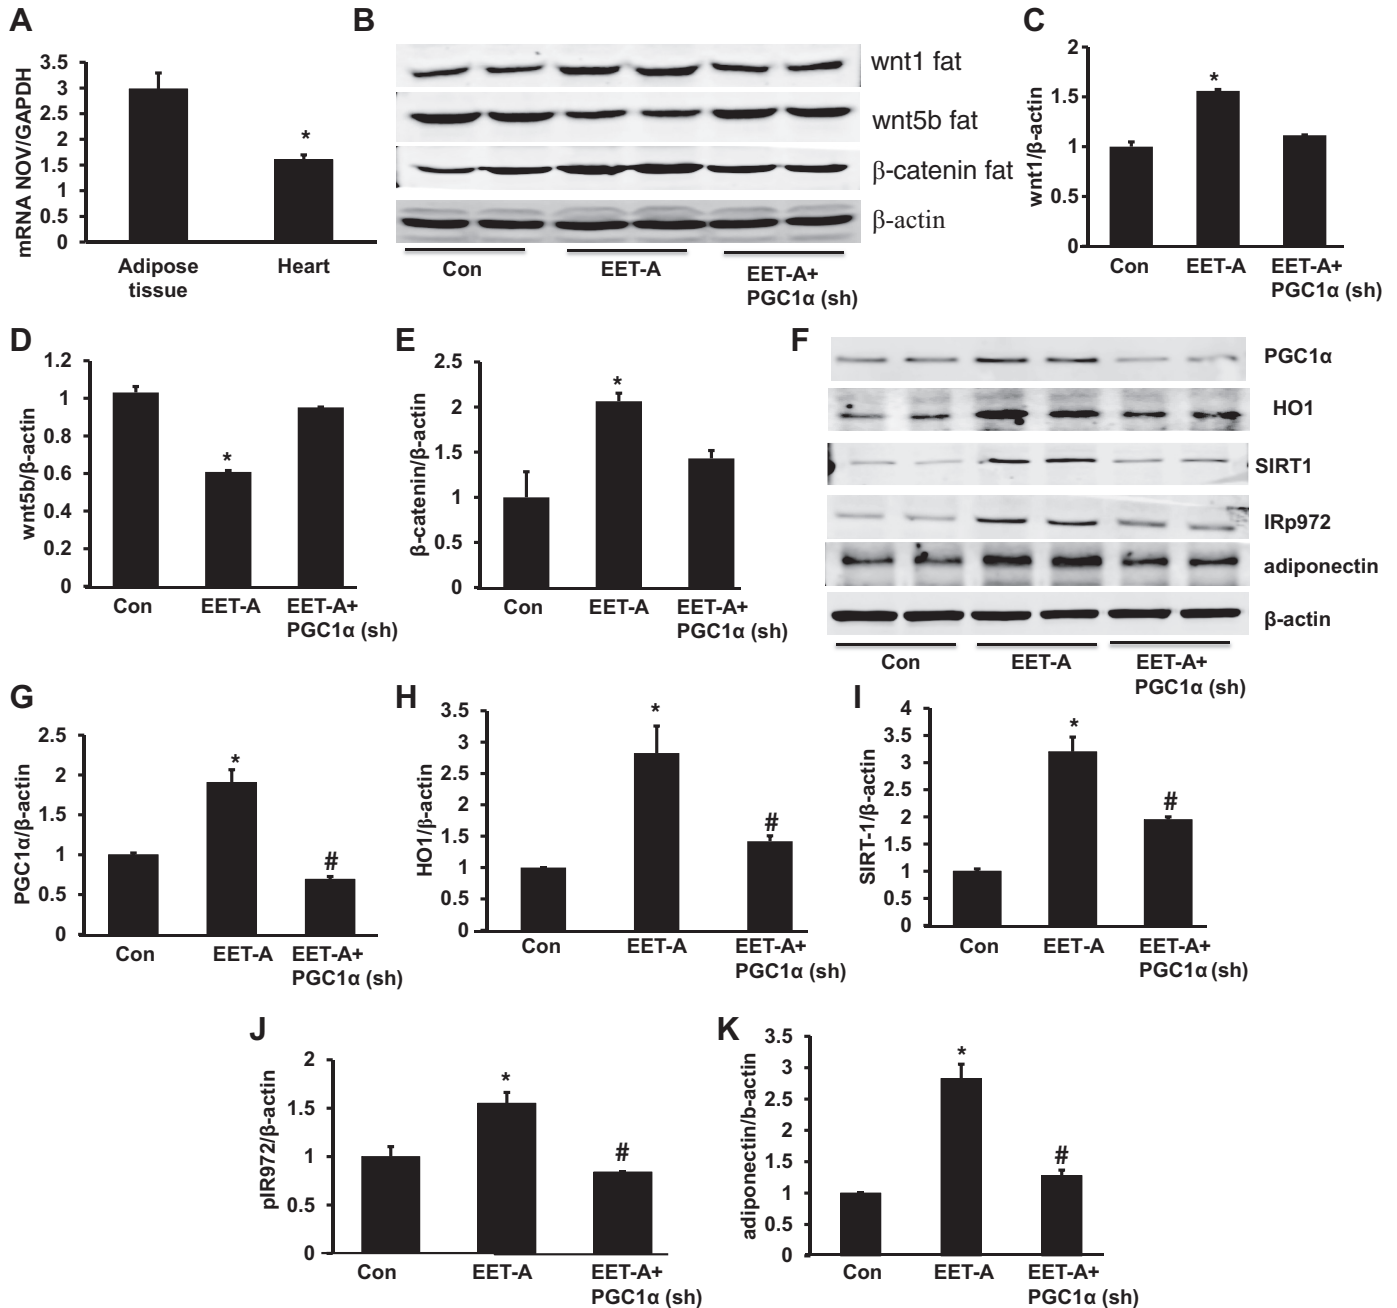 A
mRNA NOV/GAPDH
3.5
3
2.5
2
1.5
1
0.5
0
*
Adipose
tissue
Heart
B
wnt1 fat
wnt5b fat
β-catenin fat
β-actin
Con
EET-A
EET-A+
PGC1α (sh)
C
wnt1/β-actin
2
1.5
1
0.5
0
*
Con
EET-A
EET-A+
PGC1α (sh)
D
wnt5b/β-actin
1.2
1
0.8
0.6
0.4
0.2
0
*
Con
EET-A
EET-A+
PGC1α (sh)
E
β-catenin/β-actin
2.5
2
1.5
1
0.5
0
*
Con
EET-A
EET-A+
PGC1α (sh)
F
PGC1α
HO1
SIRT1
IRp972
adiponectin
β-actin
Con
EET-A
EET-A+
PGC1α (sh)
G
PGC1α/β-actin
2.5
2
1.5
1
0.5
0
*
#
Con
EET-A
EET-A+
PGC1α (sh)
H
HO1/β-actin
3.5
3
2.5
2
1.5
1
0.5
0
*
#
Con
EET-A
EET-A+
PGC1α (sh)
I
SIRT-1/β-actin
4
3.5
3
2.5
2
1.5
1
0.5
0
*
#
Con
EET-A
EET-A+
PGC1α (sh)
J
pIR972/β-actin
2
1.5
1
0.5
0
*
#
Con
EET-A
EET-A+
PGC1α (sh)
K
adiponectin/b-actin
3.5
3
2.5
2
1.5
1
0.5
0
*
#
Con
EET-A
EET-A+
PGC1α (sh)